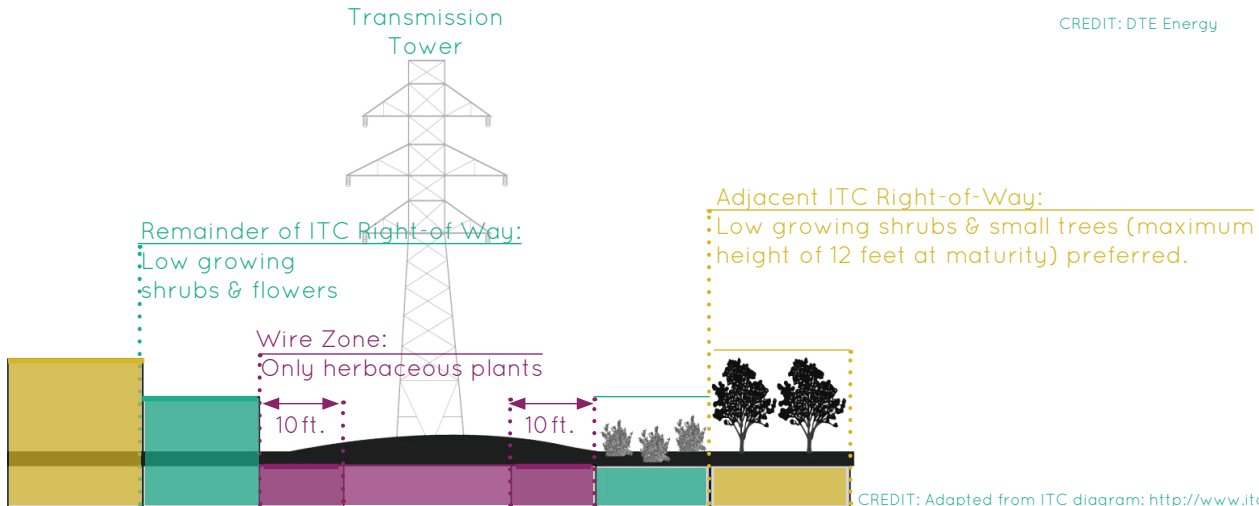 Transmission
Tower
CREDIT: DTE Energy
Adjacent ITC Right-of-Way:
Low growing shrubs & small trees (maximum
height of 12 feet at maturity) preferred.
Remainder of ITC Right-of Way:
Low growing
shrubs & flowers
Wire Zone:
Only herbaceous plants
10 ft.
10 ft.
CREDIT: Adapted from ITC diagram: http://www.itc